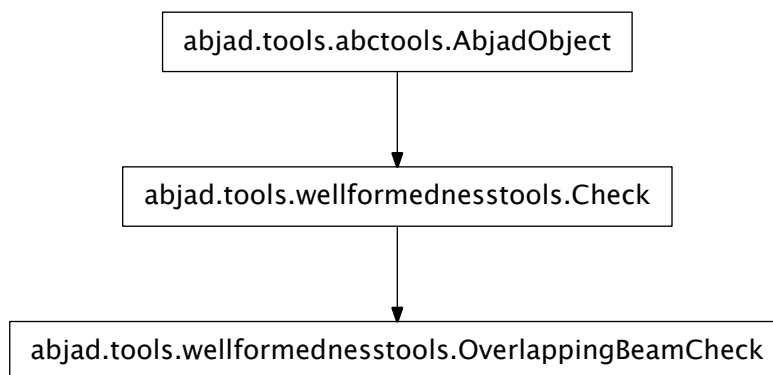 abjad.tools.abctools.AbjadObject
abjad.tools.wellformednesstools.Check
abjad.tools.wellformednesstools.OverlappingBeamCheck